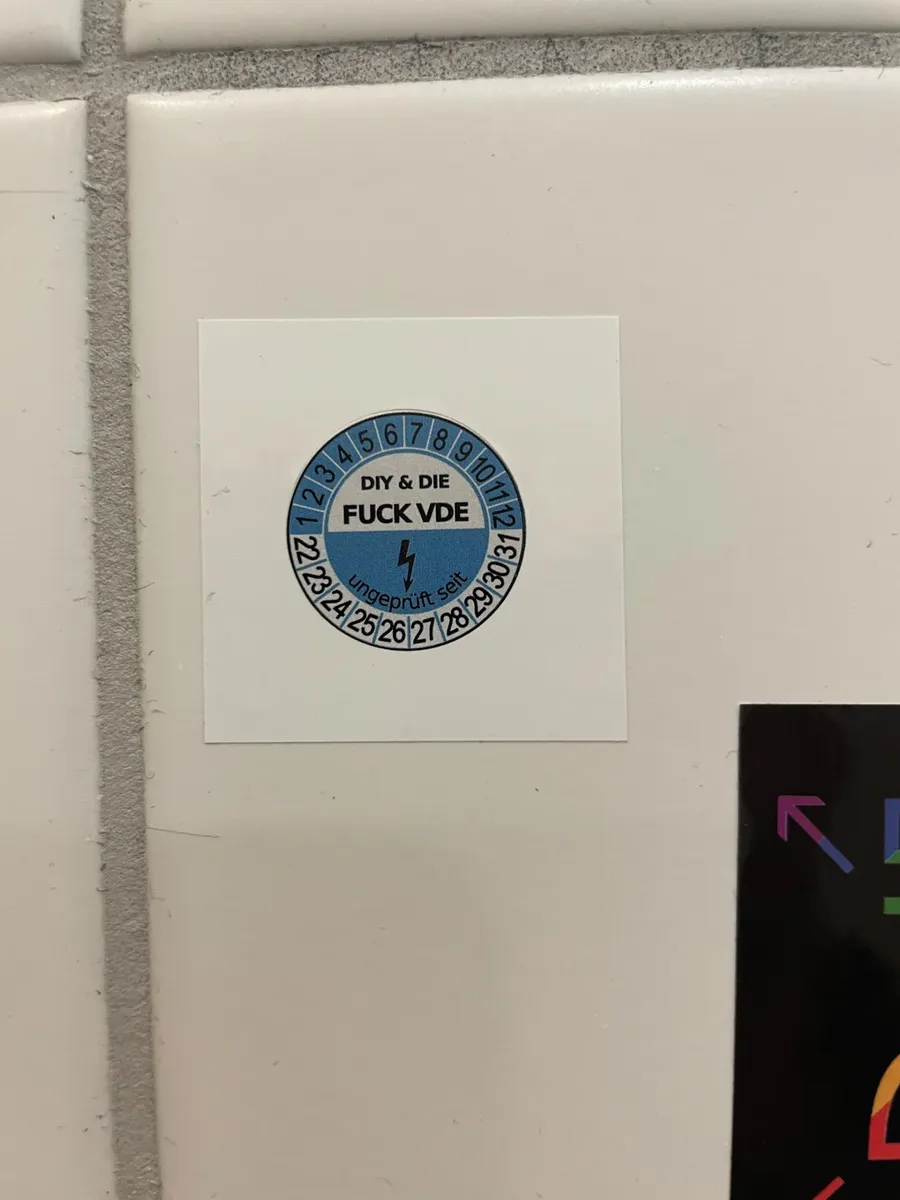 1 2 3 4 5 6 7 8 9 10 11 12
DIY & DIE
FUCK VDE
ungeprüft seit
22 23 24 25 26 27 28 29 30 31